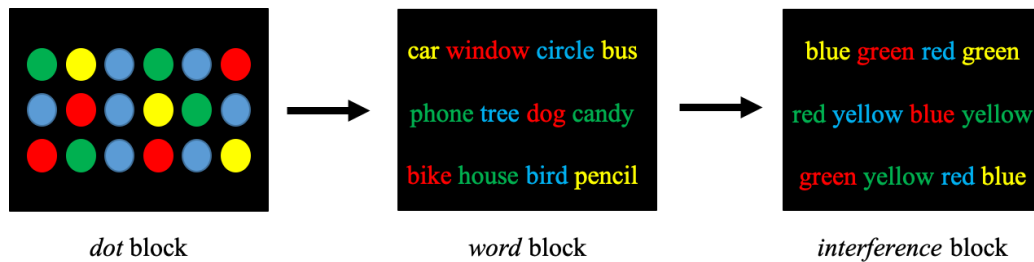 car window circle bus
phone tree dog candy
bike house bird pencil
blue green red green
red yellow blue yellow
green yellow red blue
dot block
word block
interference block